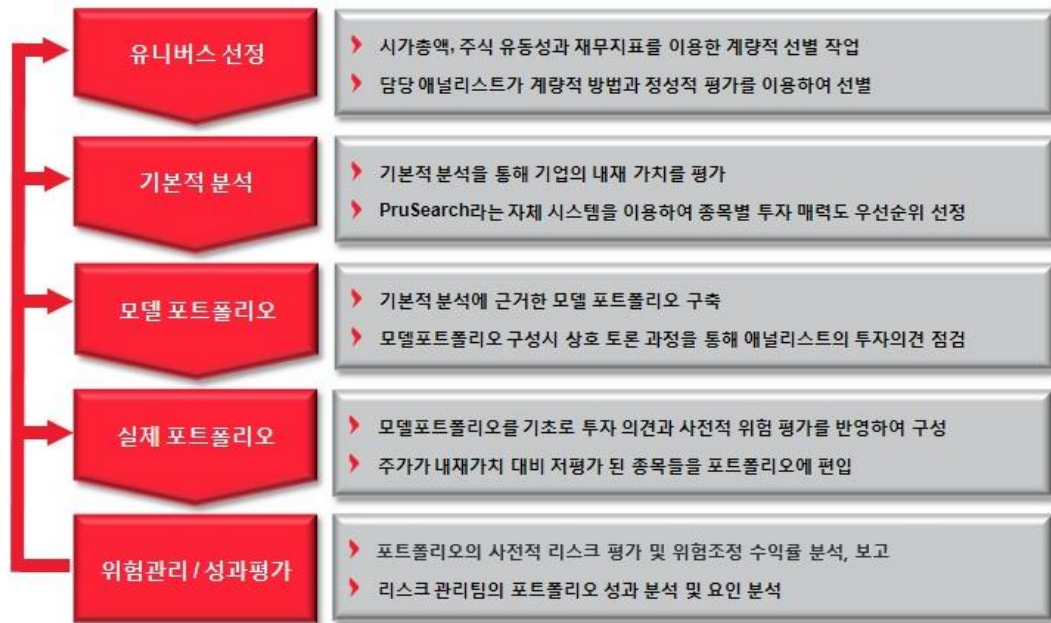 유니버스 선정
시가총액, 주식 유동성과 재무지표를 이용한 계량적 선별 작업
담당 애널리스트가 계량적 방법과 정성적 평가를 이용하여 선별
기본적 분석
기본적 분석을 통해 기업의 내재 가치를 평가
PruSearch라는 자체 시스템을 이용하여 종목별 투자 매력도 우선순위 선정
모델 포트폴리오
기본적 분석에 근거한 모델 포트폴리오 구축
모델포트폴리오 구성시 상호 토론 과정을 통해 애널리스트의 투자의견 점검
실제 포트폴리오
모델포트폴리오를 기초로 투자 의견과 사전적 위험 평가를 반영하여 구성
주가가 내재가치 대비 저평가 된 종목들을 포트폴리오에 편입
위험관리 / 성과평가
포트폴리오의 사전적 리스크 평가 및 위험조정 수익률 분석, 보고
리스크 관리팀의 포트폴리오 성과 분석 및 요인 분석